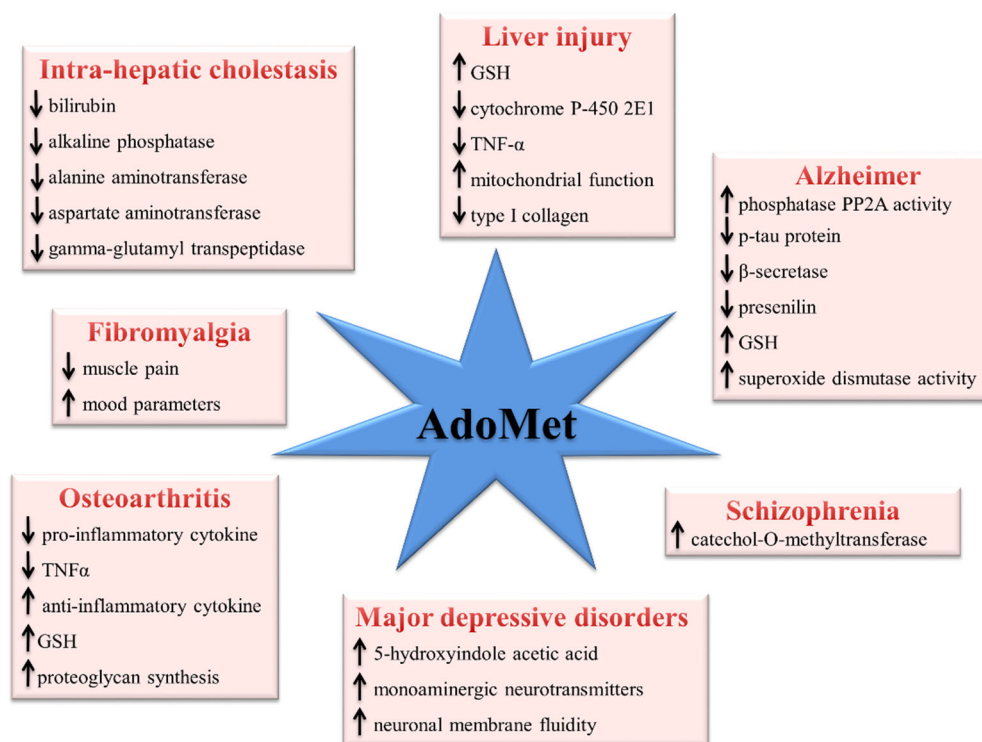 Liver injury
↑ GSH
↓ cytochrome P-450 2E1
↓ TNF-α
↑ mitochondrial function
↓ type I collagen
Intra-hepatic cholestasis
↓ bilirubin
↓ alkaline phosphatase
↓ alanine aminotransferase
↓ aspartate aminotransferase
↓ gamma-glutamyl transpeptidase
Alzheimer
↑ phosphatase PP2A activity
↓ p-tau protein
↓ β-secretase
↓ presenilin
↑ GSH
↑ superoxide dismutase activity
Fibromyalgia
↓ muscle pain
↑ mood parameters
AdoMet
Osteoarthritis
↓ pro-inflammatory cytokine
↓ TNFα
↑ anti-inflammatory cytokine
↑ GSH
↑ proteoglycan synthesis
Schizophrenia
↑ catechol-O-methyltransferase
Major depressive disorders
↑ 5-hydroxyindole acetic acid
↑ monoaminergic neurotransmitters
↑ neuronal membrane fluidity